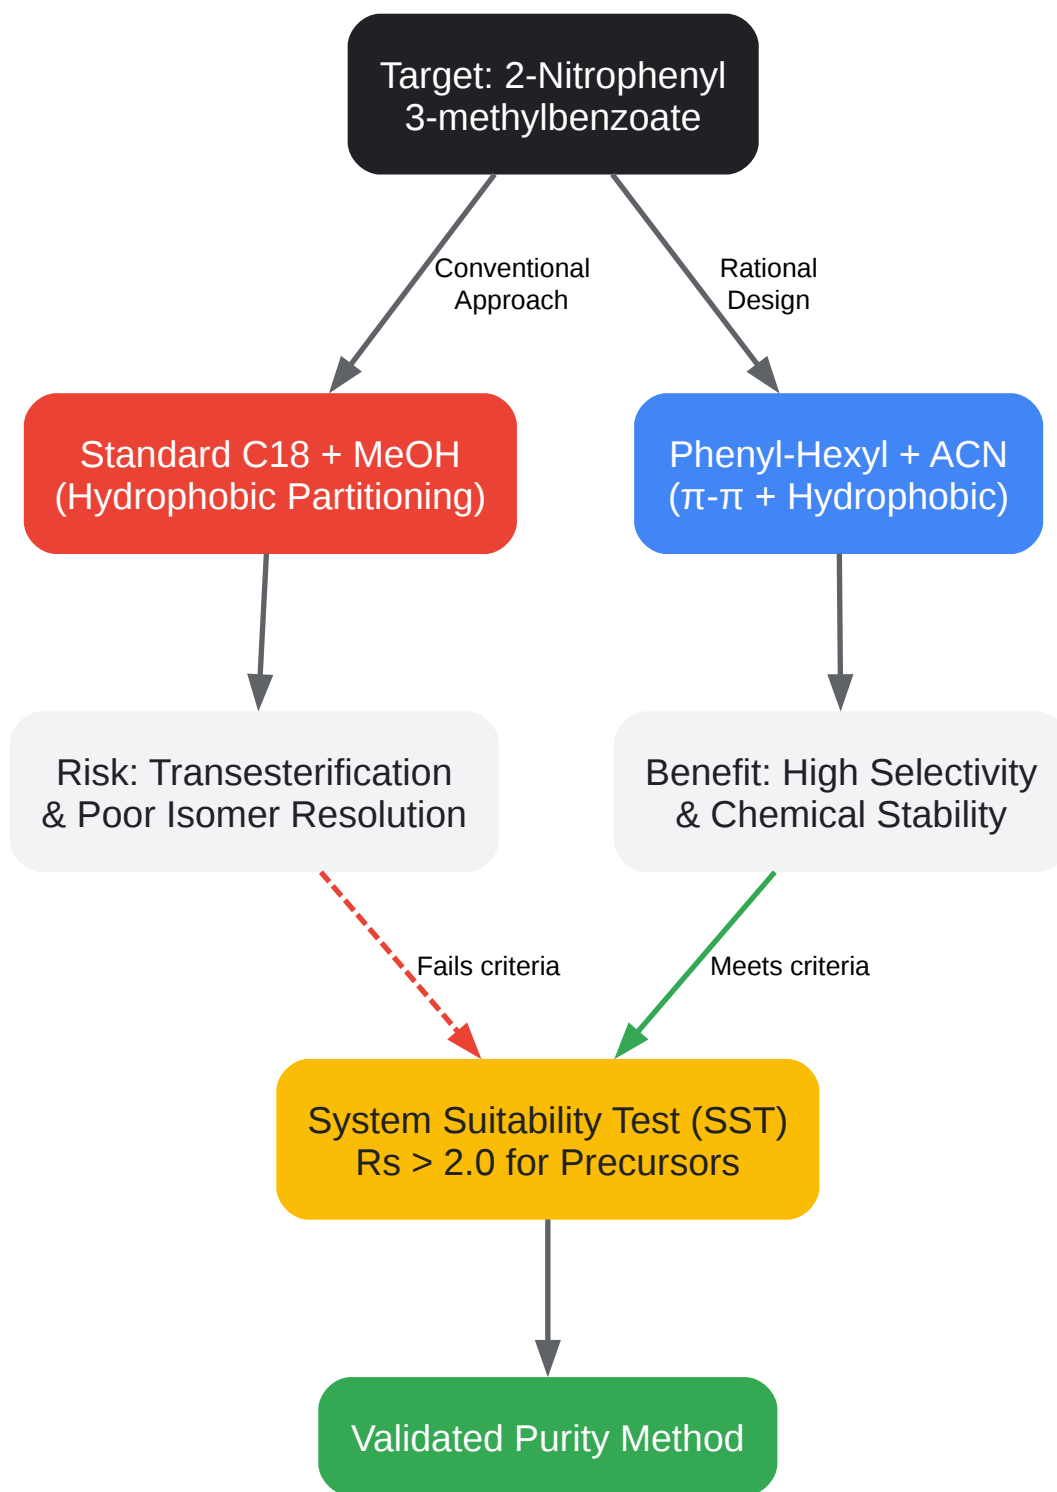 Target: 2-Nitrophenyl
3-methylbenzoate
Conventional
Approach
Rational
Design
Standard C18 + MeOH
(Hydrophobic Partitioning)
Phenyl-Hexyl + ACN
(π-π + Hydrophobic)
Risk: Transesterification
& Poor Isomer Resolution
Benefit: High Selectivity
& Chemical Stability
Fails criteria
Meets criteria
System Suitability Test (SST)
Rs > 2.0 for Precursors
Validated Purity Method